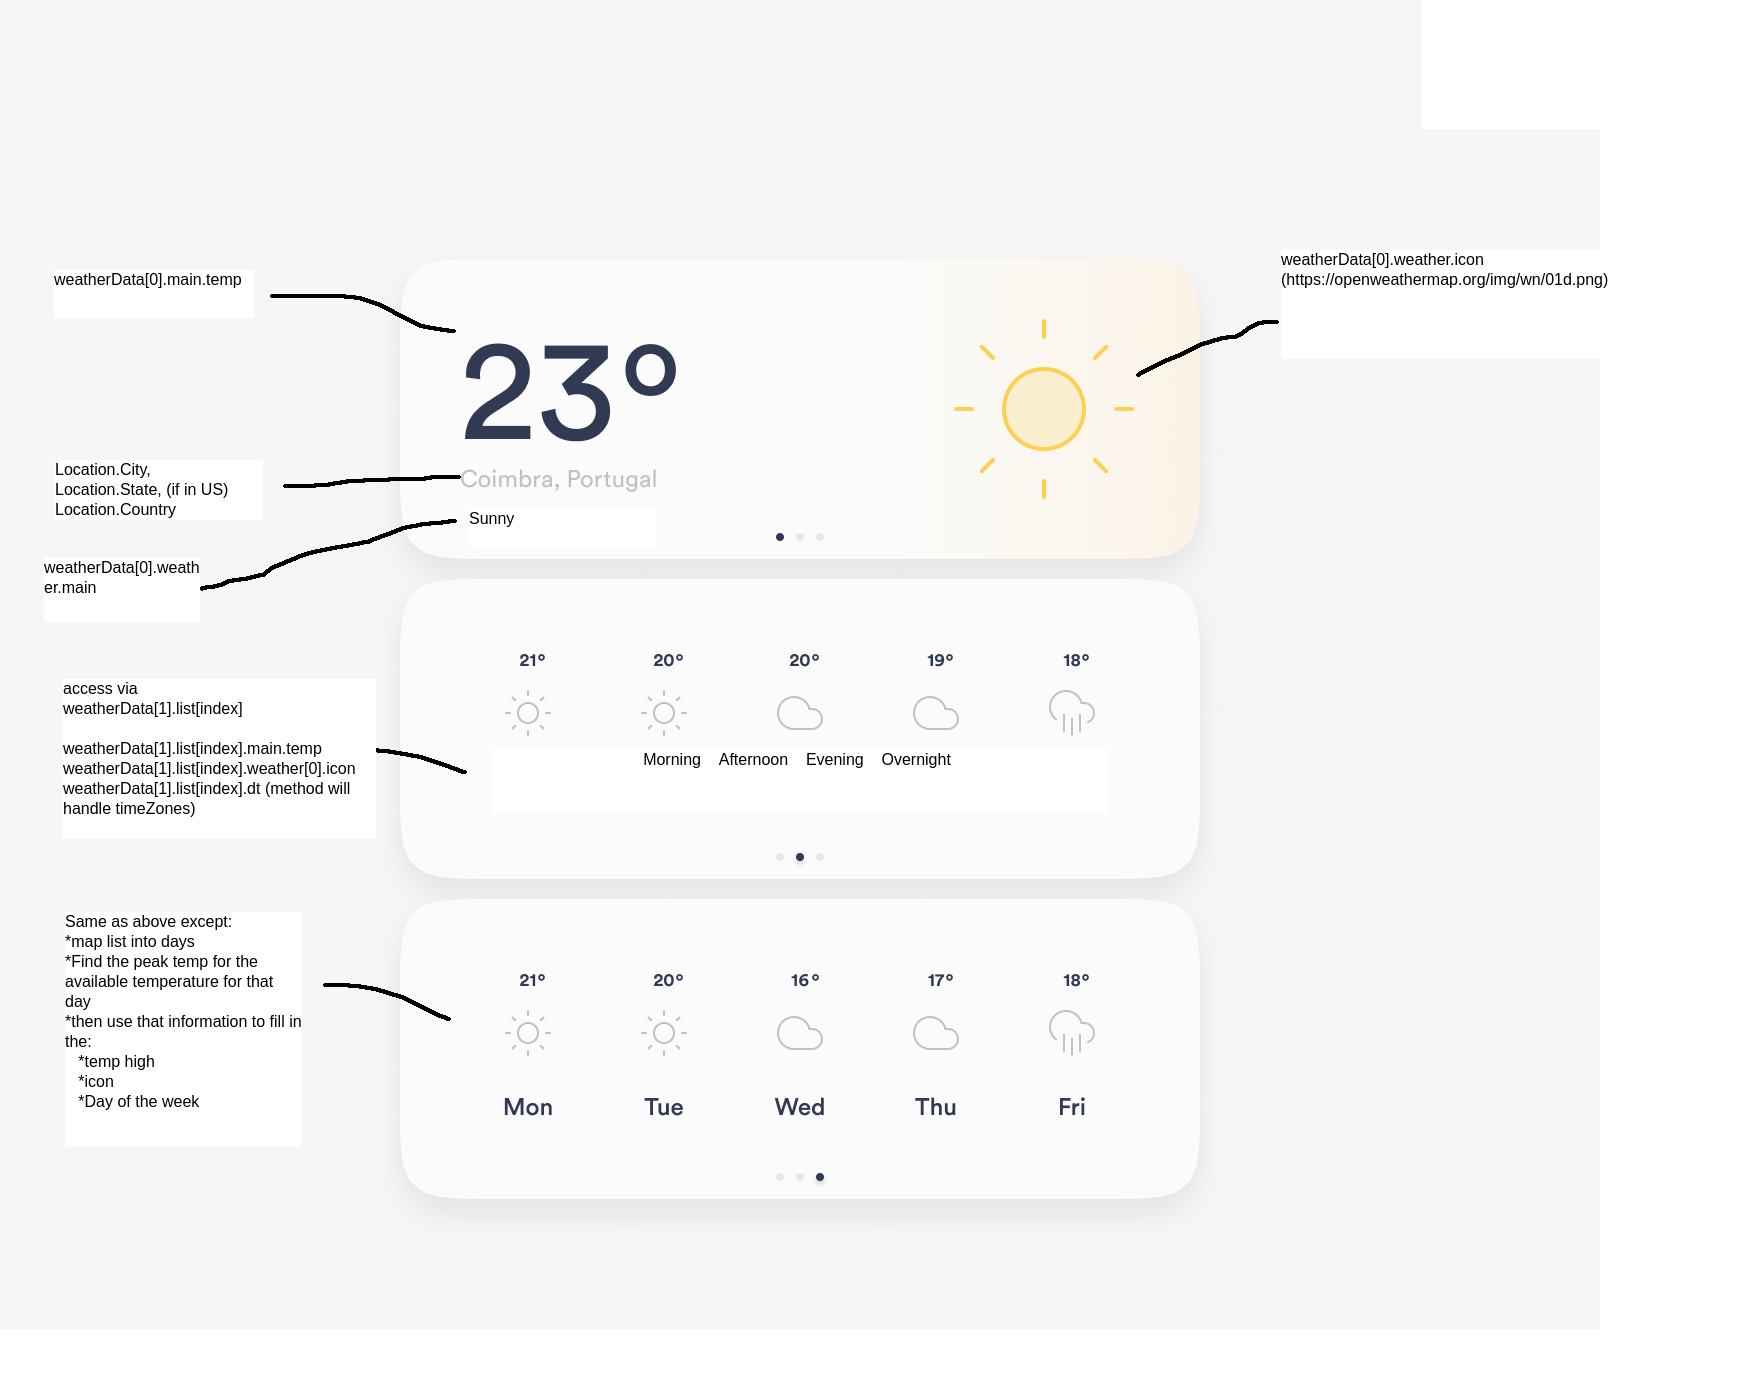 weatherData[0].main.temp
weatherData[0].weather.icon
(https://openweathermap.org/img/wn/01d.png)
23°
Location.City,
Location.State, (if in US)
Location.Country
Coimbra, Portugal
Sunny
weatherData[0].weath
er.main
21° 20° 20° 19° 18°
access via
weatherData[1].list[index]
weatherData[1].list[index].main.temp
weatherData[1].list[index].weather[0].icon
weatherData[1].list[index].dt (method will
handle timeZones)
Morning Afternoon Evening Overnight
Same as above except:
*map list into days
*Find the peak temp for the
available temperature for that
day
*then use that information to fill in
the:
*temp high
*icon
*Day of the week
21° 20° 16° 17° 18°
Mon Tue Wed Thu Fri